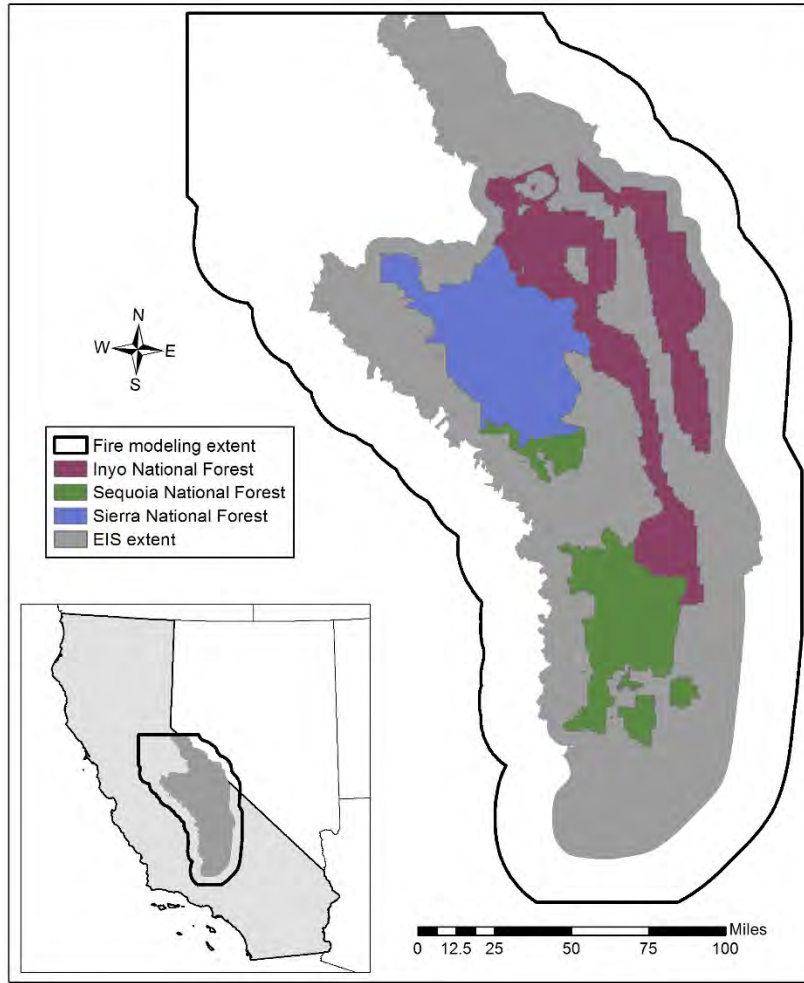 N
W E
S
Fire modeling extent
Inyo National Forest
Sequoia National Forest
Sierra National Forest
EIS extent
Miles
0 12.5 25 50 75 100